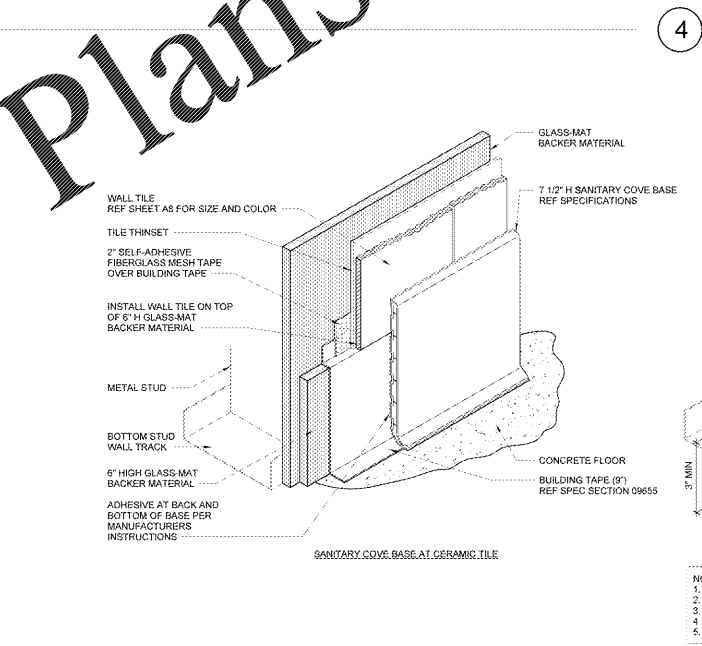 Plans
4
GLASS-MAT
BACKER MATERIAL
7 1/2" H SANITARY COVE BASE
REF SPECIFICATIONS
WALL TILE
REF SHEET A8 FOR SIZE AND COLOR
TILE THINSET
2" SELF-ADHESIVE
FIBERGLASS MESH TAPE
OVER BUILDING TAPE
INSTALL WALL TILE ON TOP
OF 6" H GLASS-MAT
BACKER MATERIAL
METAL STUD
BOTTOM STUD
WALL TRACK
6" HIGH GLASS-MAT
BACKER MATERIAL
ADHESIVE AT BACK AND
BOTTOM OF BASE PER
MANUFACTURERS
INSTRUCTIONS
CONCRETE FLOOR
BUILDING TAPE (9")
REF SPEC SECTION 09655
SANITARY COVE BASE AT CERAMIC TILE
3" MIN
1.
2.
3.
4
5.